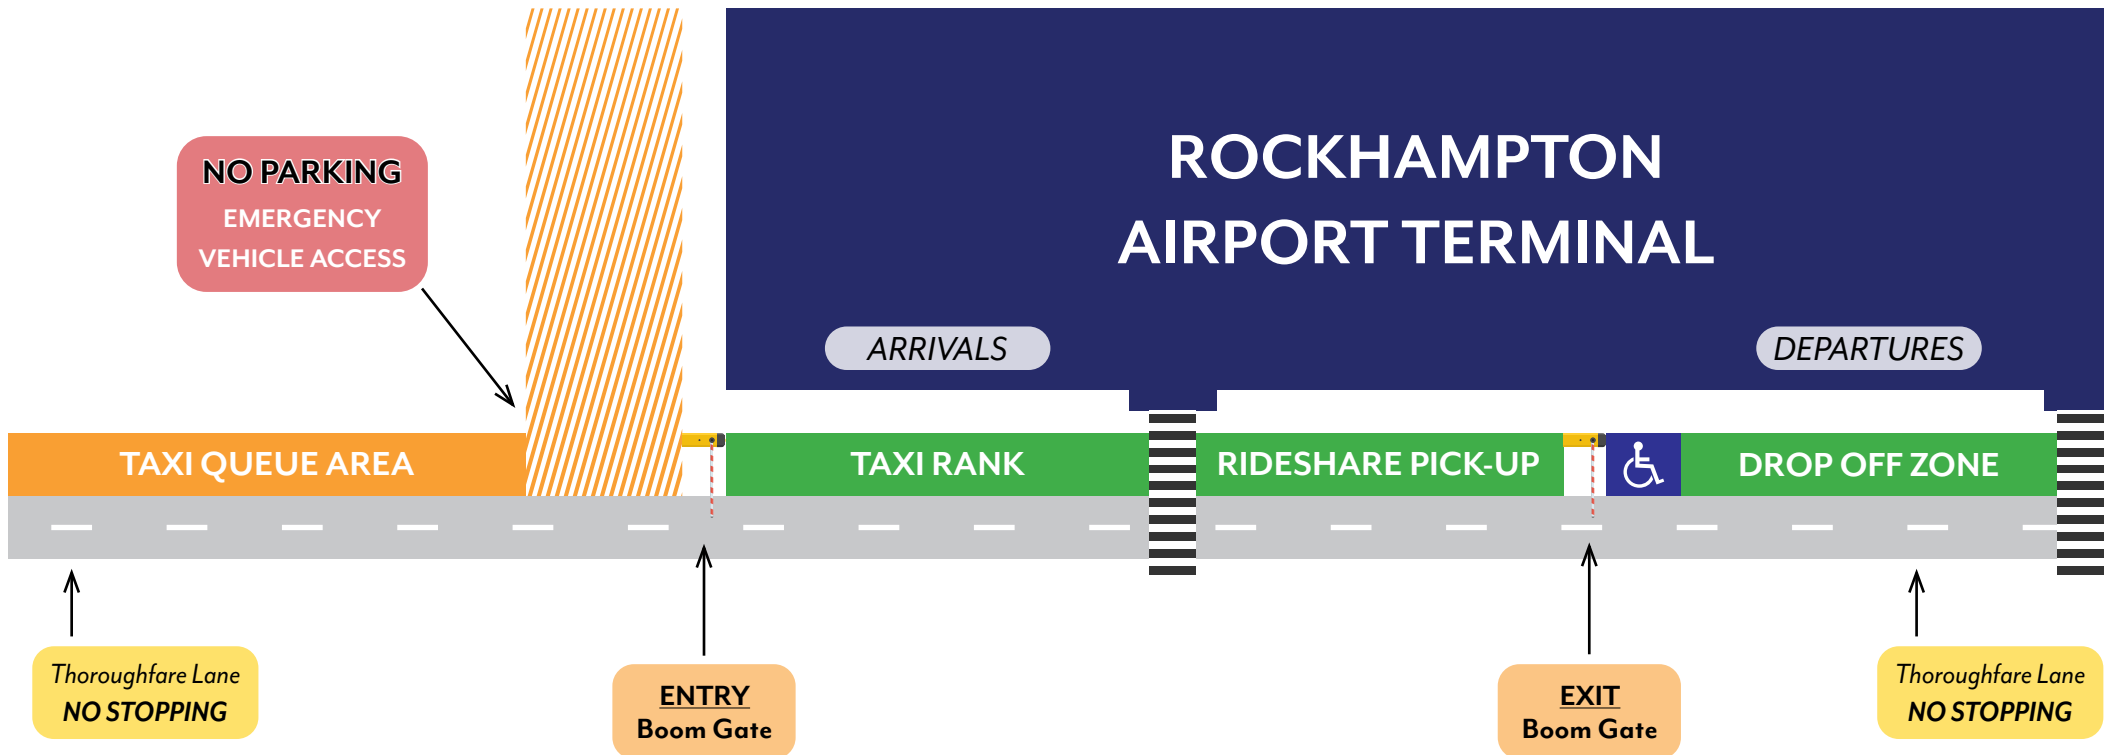 ROCKHAMPTON
AIRPORT TERMINAL
NO PARKING
EMERGENCY
VEHICLE ACCESS
ARRIVALS
DEPARTURES
TAXI QUEUE AREA
TAXI RANK
RIDESHARE PICK-UP
DROP OFF ZONE
Thoroughfare Lane
NO STOPPING
ENTRY
Boom Gate
EXIT
Boom Gate
Thoroughfare Lane
NO STOPPING